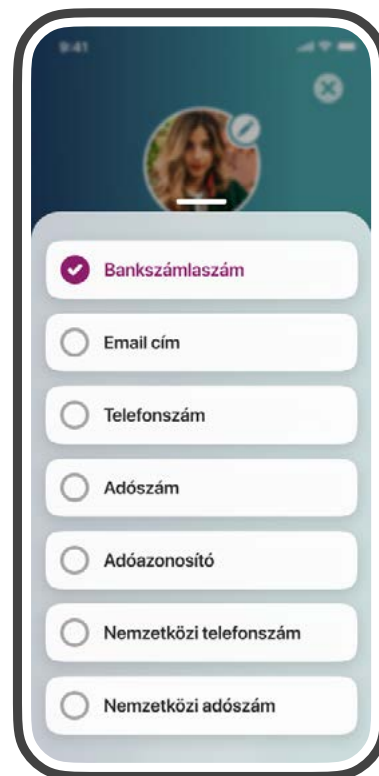 9:41
Bankszámlaszám
Email cím
Telefonszám
Adószám
Adóazonosító
Nemzetközi telefonszám
Nemzetközi adószám